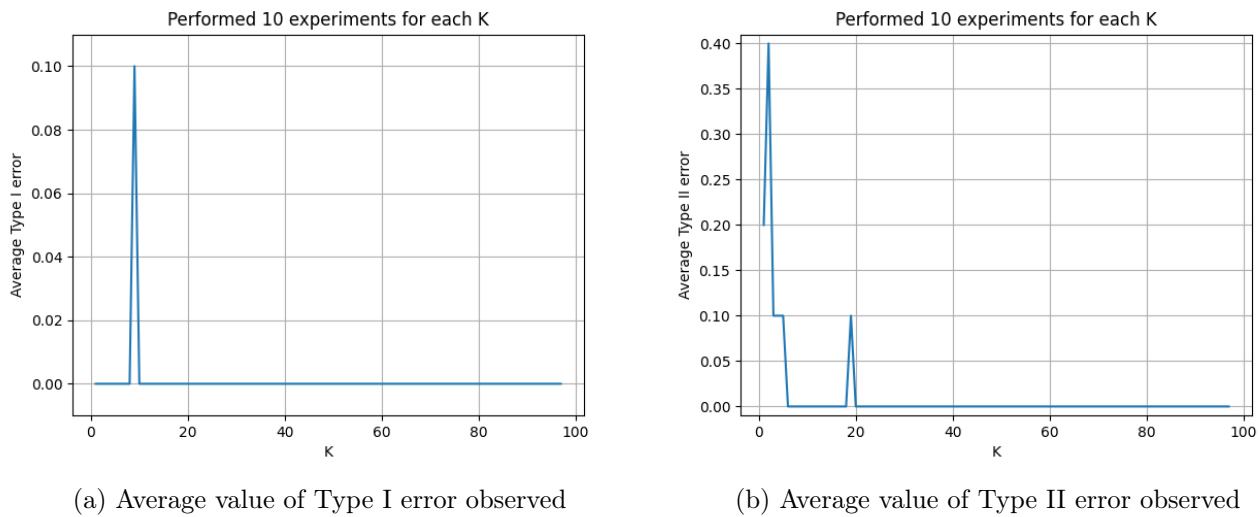 Performed 10 experiments for each K
Average Type I error
0.10
0.08
0.06
0.04
0.02
0.00
0 20 40 60 80 100
K
(a) Average value of Type I error observed
Performed 10 experiments for each K
Average Type II error
0.40
0.35
0.30
0.25
0.20
0.15
0.10
0.05
0.00
0 20 40 60 80 100
K
(b) Average value of Type II error observed